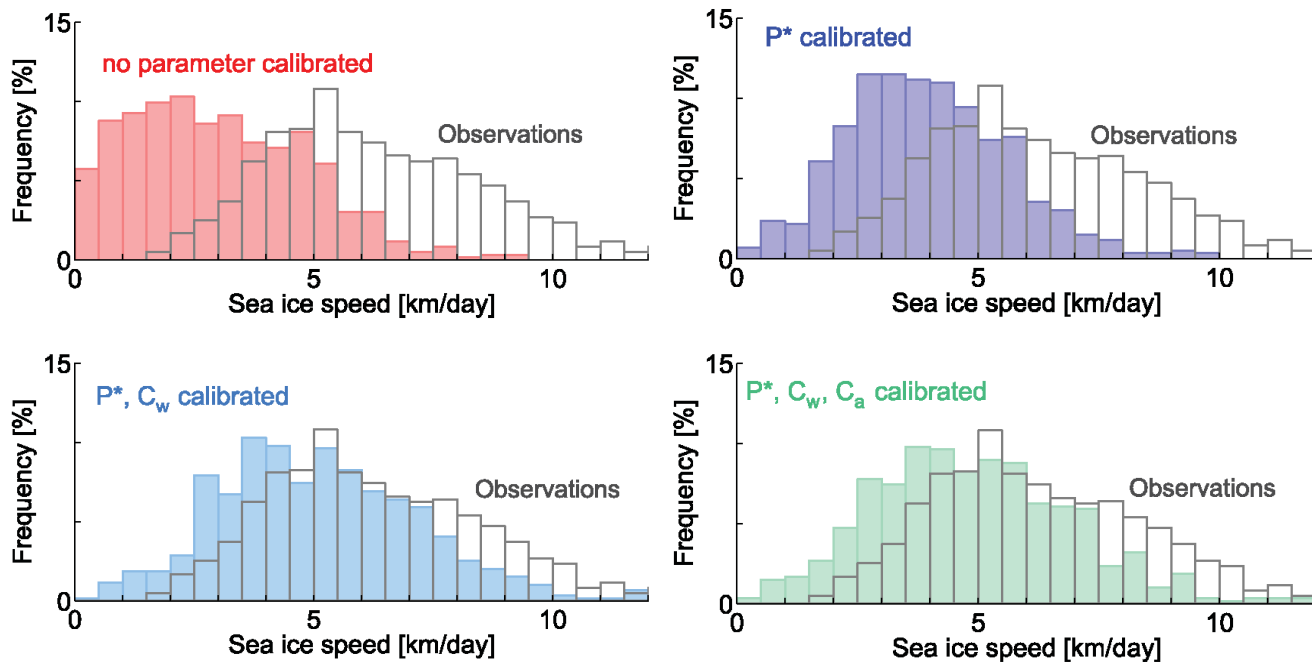 15
no parameter calibrated
Observations
Frequency [%]
0
0
5
10
Sea ice speed [km/day]
15
P* calibrated
Observations
Frequency [%]
0
0
5
10
Sea ice speed [km/day]
15
P*, Cw calibrated
Observations
Frequency [%]
0
0
5
10
Sea ice speed [km/day]
15
P*, Cw, Ca calibrated
Observations
Frequency [%]
0
0
5
10
Sea ice speed [km/day]